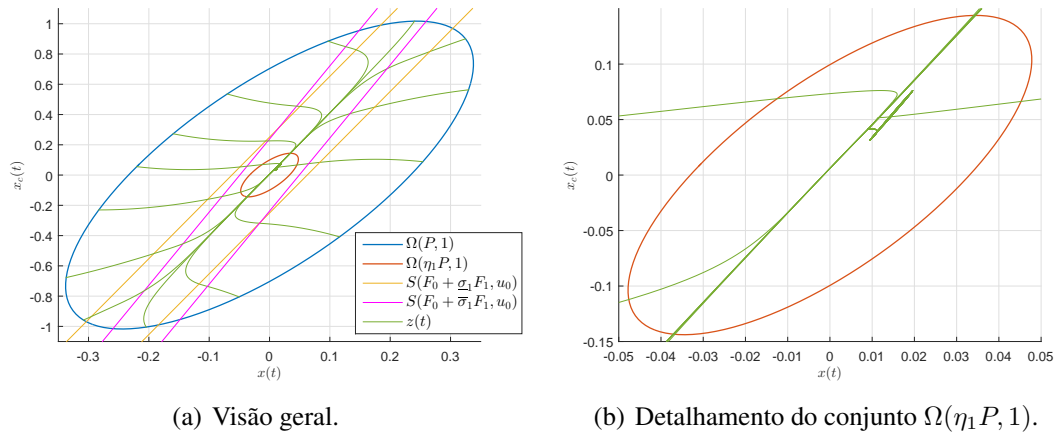 1
0.8
0.6
0.4
0.2
0
-0.2
-0.4
-0.6
-0.8
-1
x_c(t)
-0.3 -0.2 -0.1 0 0.1 0.2 0.3
x(t)
Ω(P, 1)
Ω(η₁P, 1)
S(F₀ + σ̲₁F₁, u₀)
S(F₀ + σ̅₁F₁, u₀)
z(t)
(a) Visão geral.
0.1
0.05
0
-0.05
-0.1
-0.15
x_c(t)
-0.05 -0.04 -0.03 -0.02 -0.01 0 0.01 0.02 0.03 0.04 0.05
x(t)
(b) Detalhamento do conjunto Ω(η₁P, 1).